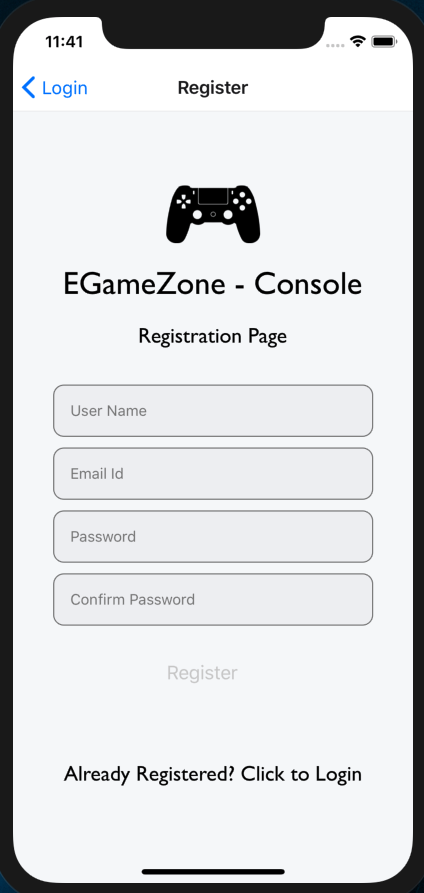 11:41
Login
Register
EGameZone - Console
Registration Page
User Name
Email Id
Password
Confirm Password
Register
Already Registered? Click to Login